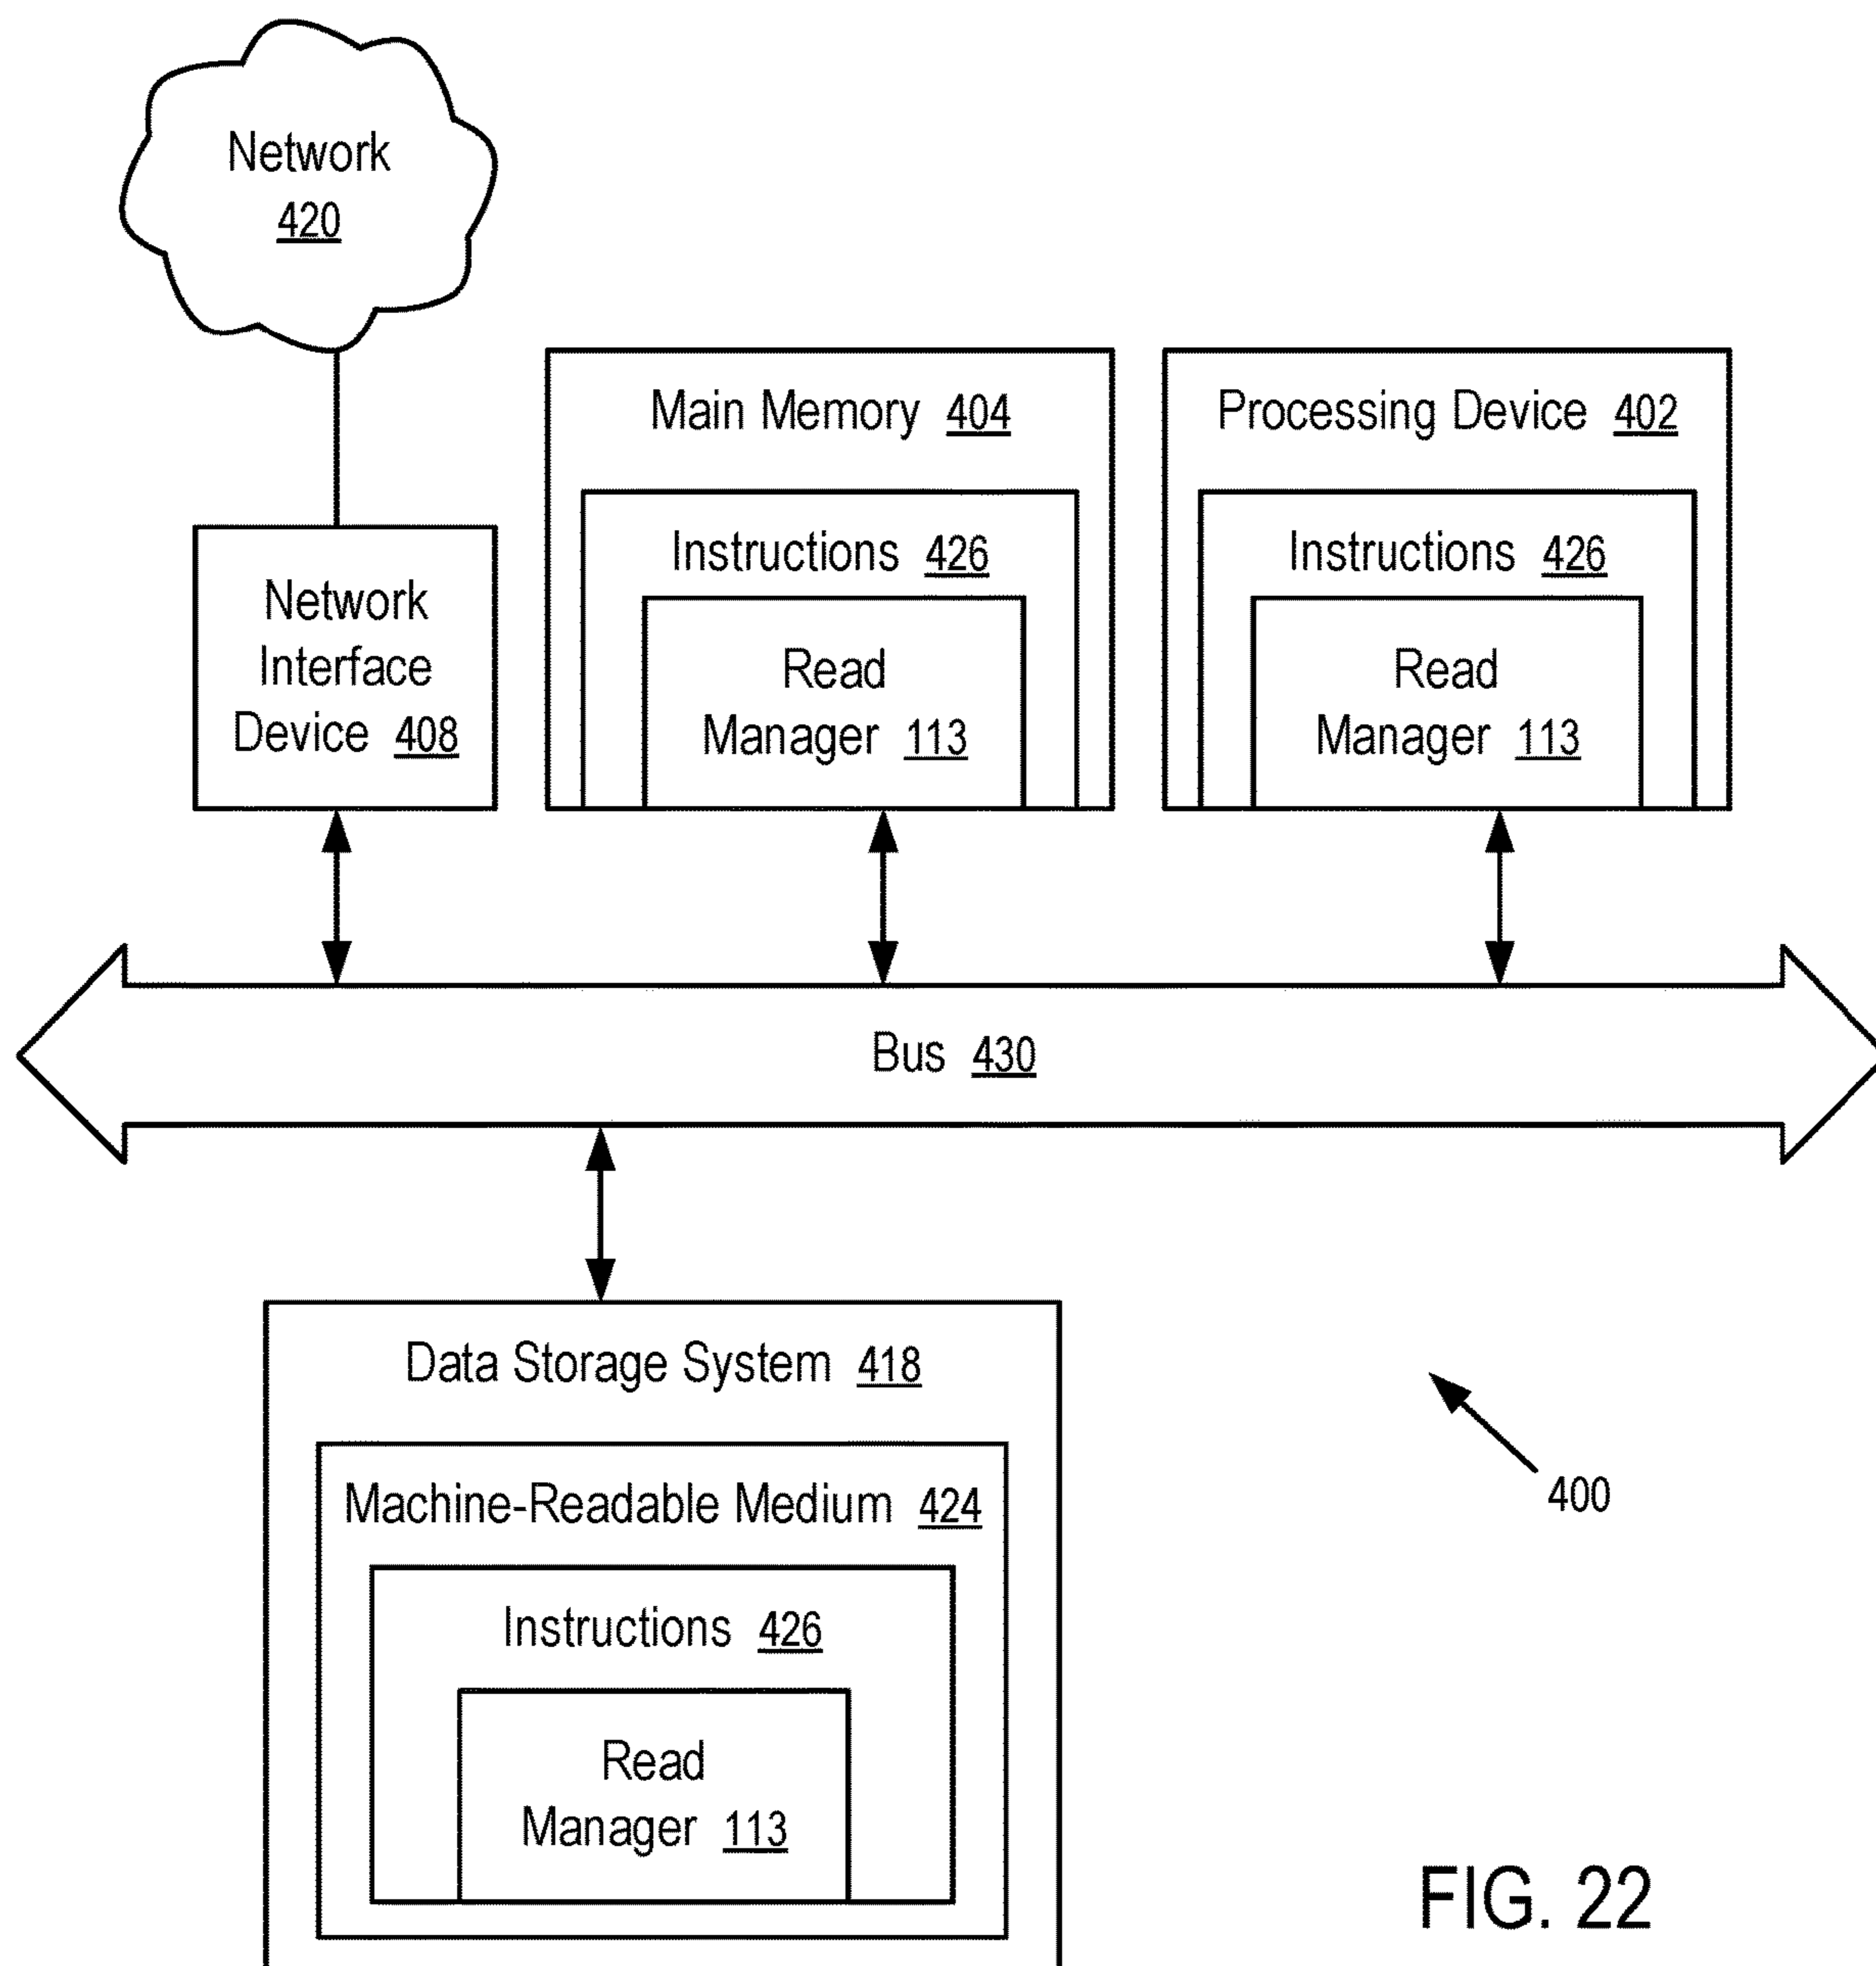 Network
420
Main Memory 404
Processing Device 402
Instructions 426
Instructions 426
Network
Interface
Device 408
Read
Manager 113
Read
Manager 113
Bus 430
Data Storage System 418
Machine-Readable Medium 424
Instructions 426
Read
Manager 113
400
FIG. 22